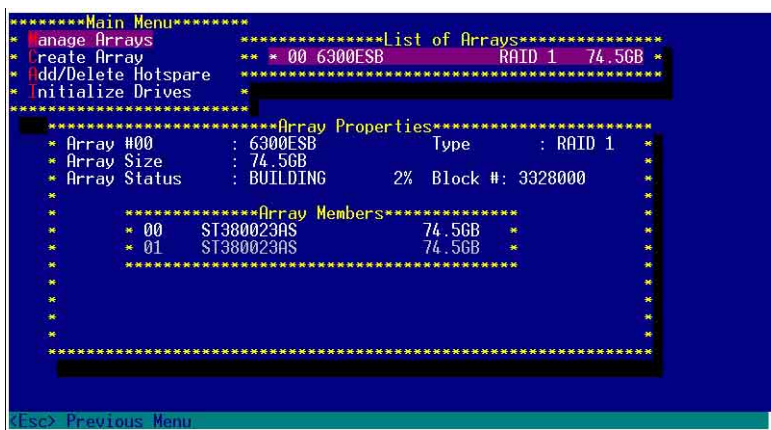 ********Main Menu********
* Manage Arrays
* Create Array
* Add/Delete Hotspare
* Initialize Drives *
*************************
***************List of Arrays***************
** * 00 6300ESB RAID 1 74.5GB *
********************************************
************************Array Properties***********************
* Array #00 : 6300ESB Type : RAID 1 *
* Array Size : 74.5GB *
* Array Status : BUILDING 2% Block #: 3328000 *
**************Array Members**************
* 00 ST380023AS 74.5GB *
* 01 ST380023AS 74.5GB *
*****************************************
***************************************************************
<Esc> Previous Menu